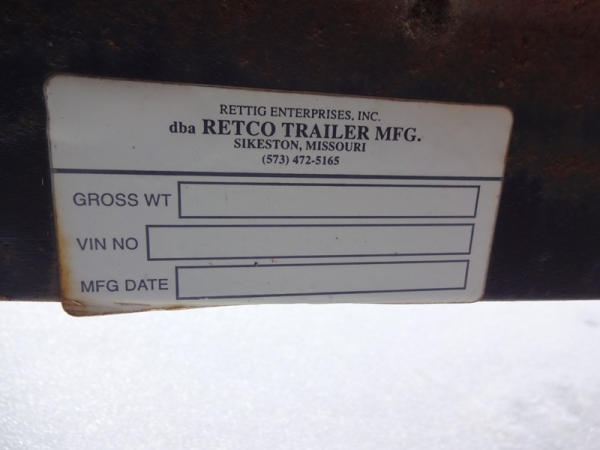 RETTIG ENTERPRISES, INC.
dba RETCO TRAILER MFG.
SIKESTON, MISSOURI
(573) 472-5165
GROSS WT
VIN NO
MFG DATE